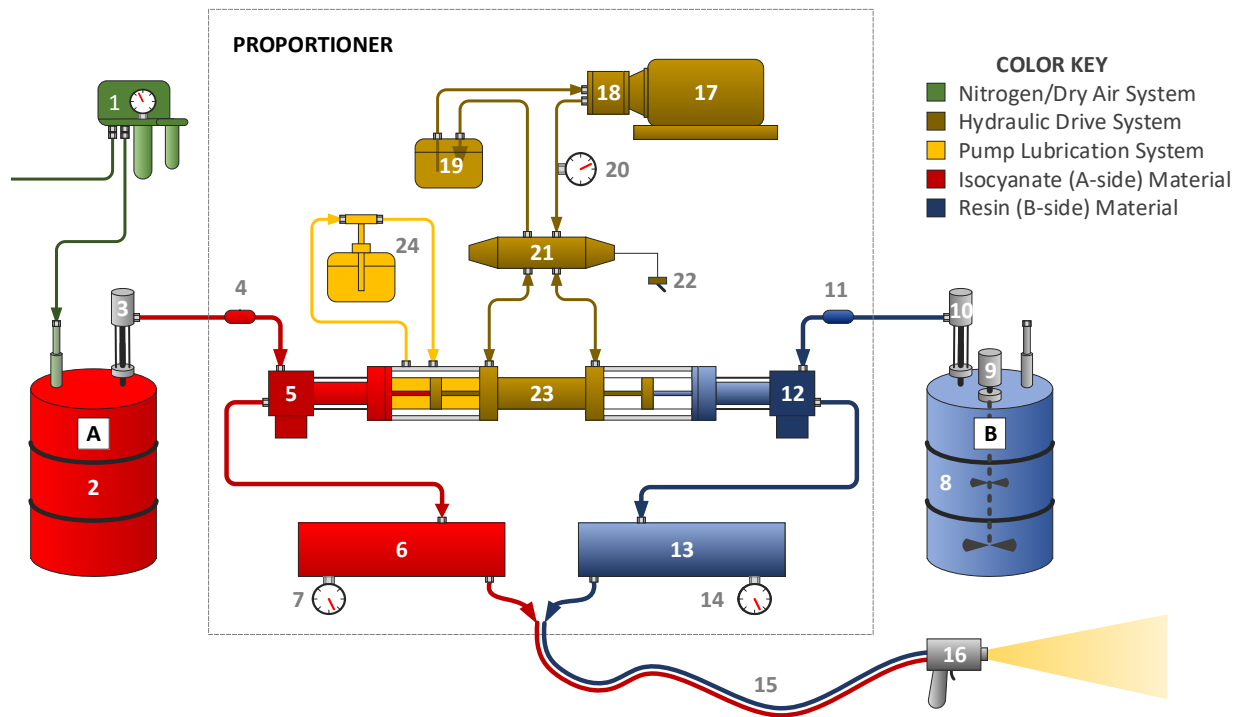 PROPORTIONER
COLOR KEY
Nitrogen/Dry Air System
Hydraulic Drive System
Pump Lubrication System
Isocyanate (A-side) Material
Resin (B-side) Material
1
18
17
19
20
24
21
22
4
11
3
10
9
5
23
12
A
B
2
8
6
13
7
14
16
15